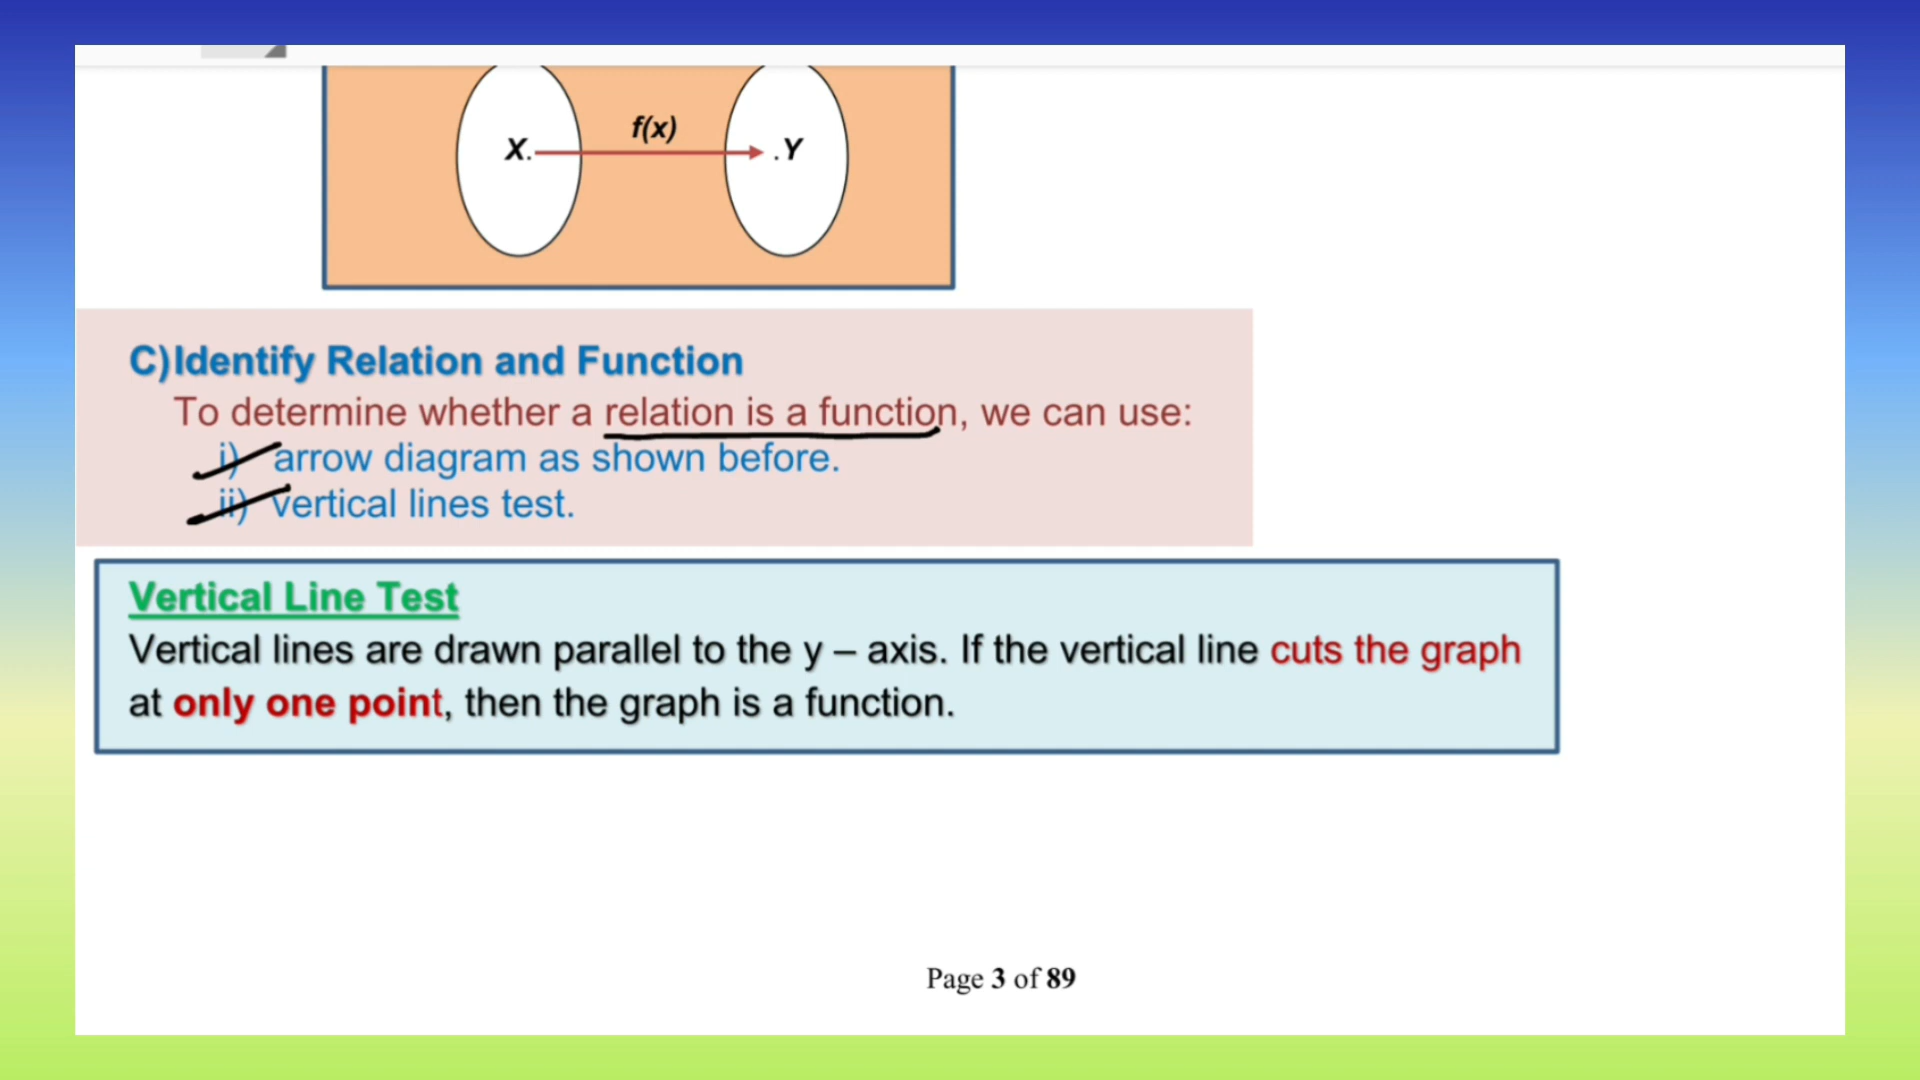 f(x)
X. .Y
C) Identify Relation and Function
To determine whether a relation is a function, we can use:
i) arrow diagram as shown before.
ii) vertical lines test.
Vertical Line Test
Vertical lines are drawn parallel to the y – axis. If the vertical line cuts the graph
at only one point, then the graph is a function.
Page 3 of 89